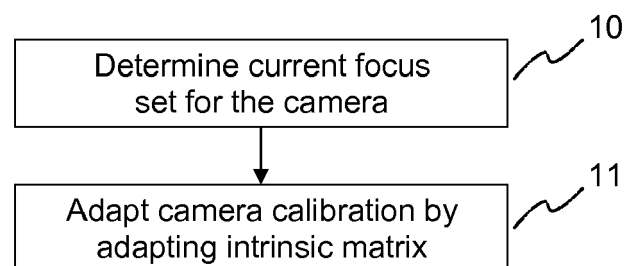 10
Determine current focus
set for the camera
11
Adapt camera calibration by
adapting intrinsic matrix